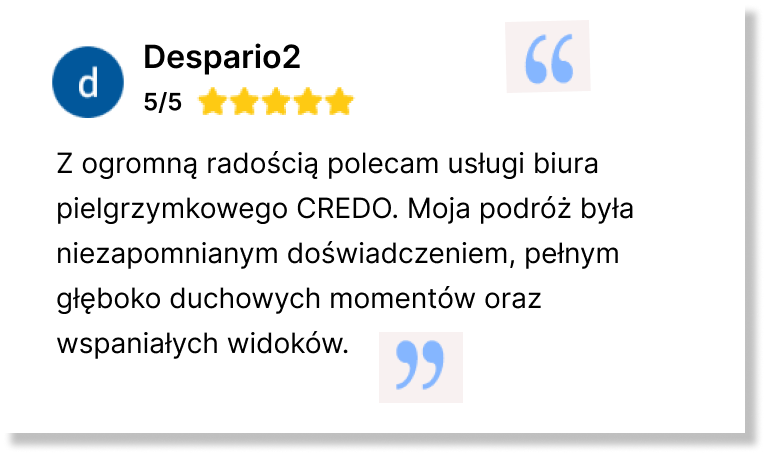 Despario2
d
5/5
“
Z ogromną radością polecam usługi biura
pielgrzymkowego CREDO. Moja podróż była
niezapomnianym doświadczeniem, pełnym
głęboko duchowych momentów oraz
wspaniałych widoków.
”